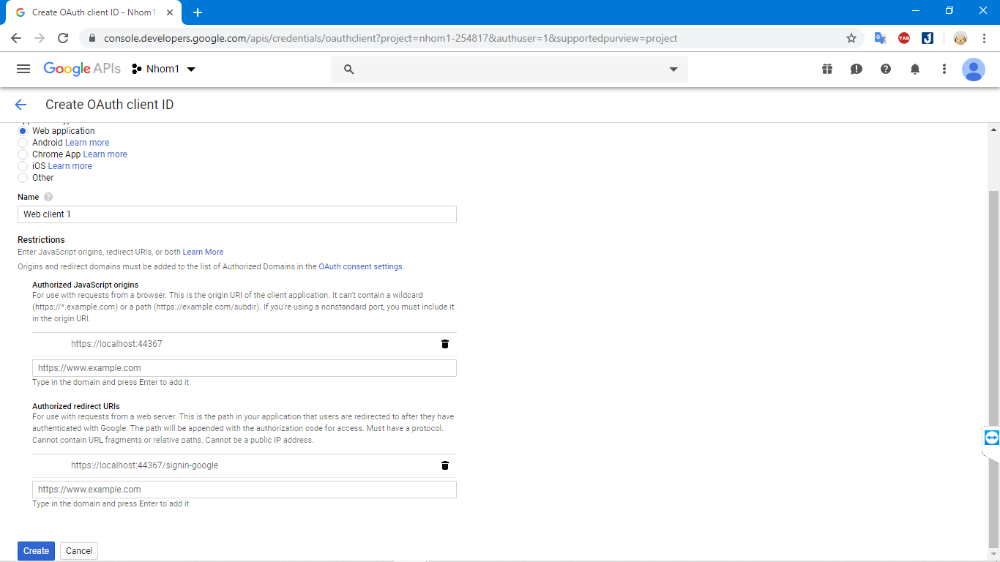 Create OAuth client ID - Nhom1
console.developers.google.com/apis/credentials/oauthclient?project=nhom1-254817&authuser=1&supportedpurview=project
YAB
Google APIs Nhom1
Create OAuth client ID
Web application
Android Learn more
Chrome App Learn more
iOS Learn more
Other
Name
Web client 1
Restrictions
Enter JavaScript origins, redirect URIs, or both Learn More
Origins and redirect domains must be added to the list of Authorized Domains in the OAuth consent settings.
Authorized JavaScript origins
For use with requests from a browser. This is the origin URI of the client application. It can't contain a wildcard
(https://*.example.com) or a path (https://example.com/subdir). If you're using a nonstandard port, you must include it
in the origin URI.
https://localhost:44367
https://www.example.com
Type in the domain and press Enter to add it
Authorized redirect URIs
For use with requests from a web server. This is the path in your application that users are redirected to after they have
authenticated with Google. The path will be appended with the authorization code for access. Must have a protocol.
Cannot contain URL fragments or relative paths. Cannot be a public IP address.
https://localhost:44367/signin-google
https://www.example.com
Type in the domain and press Enter to add it
Create Cancel